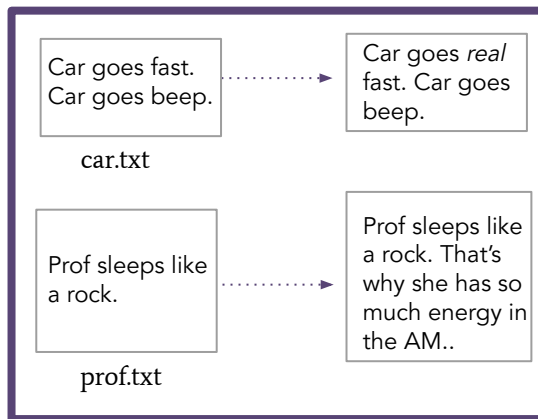 Car goes fast.
Car goes beep.
car.txt
Car goes real
fast. Car goes
beep.
Prof sleeps like
a rock.
prof.txt
Prof sleeps like
a rock. That's
why she has so
much energy in
the AM..